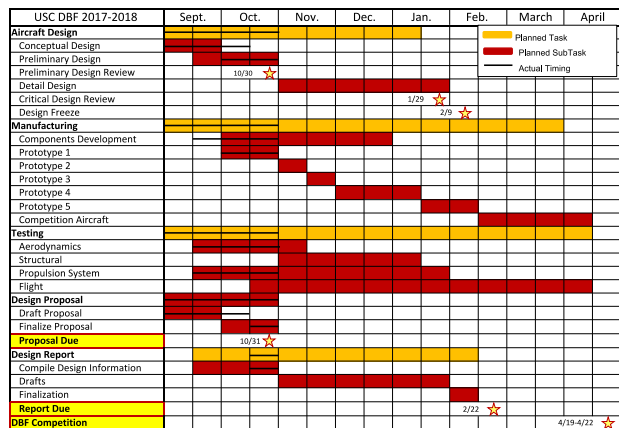 USC DBF 2017-2018 Sept. Oct. Nov. Dec. Jan. Feb. March April
Aircraft Design
Conceptual Design
Preliminary Design
Preliminary Design Review 10/30
Detail Design
Critical Design Review 1/29
Design Freeze 2/9
Manufacturing
Components Development
Prototype 1
Prototype 2
Prototype 3
Prototype 4
Prototype 5
Competition Aircraft
Testing
Aerodynamics
Structural
Propulsion System
Flight
Design Proposal
Draft Proposal
Finalize Proposal
Proposal Due 10/31
Design Report
Compile Design Information
Drafts
Finalization
Report Due 2/22
DBF Competition 4/19-4/22
Planned Task
Planned SubTask
Actual Timing